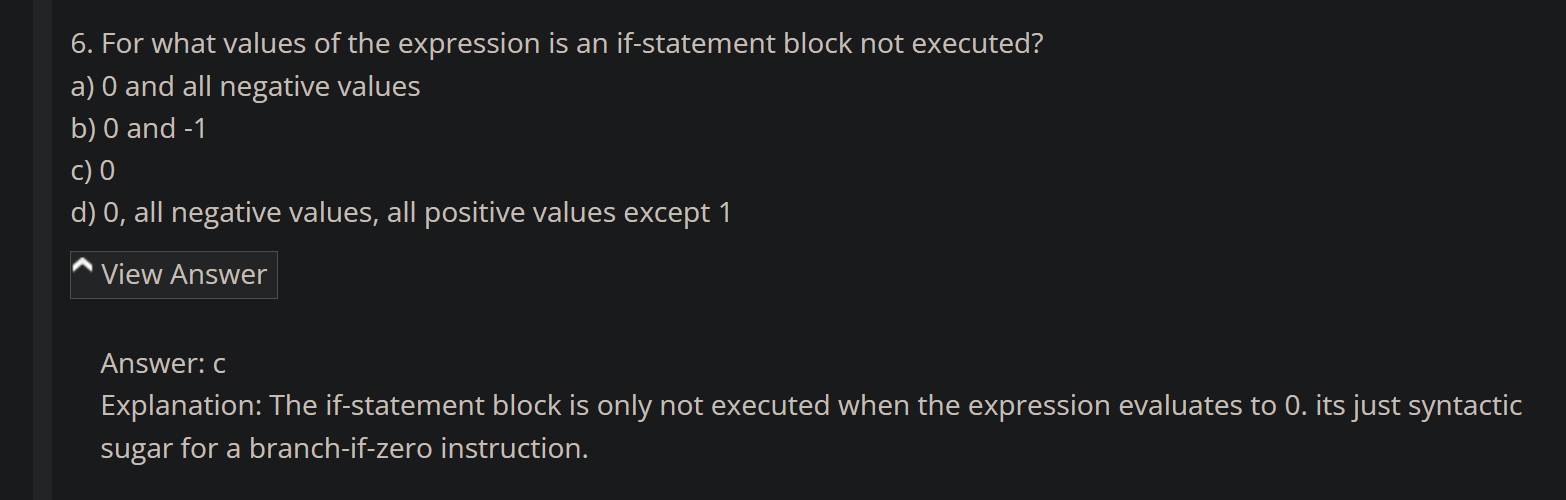 6. For what values of the expression is an if-statement block not executed?
a) 0 and all negative values
b) 0 and -1
c) 0
d) 0, all negative values, all positive values except 1
View Answer
Answer: c
Explanation: The if-statement block is only not executed when the expression evaluates to 0. its just syntactic
sugar for a branch-if-zero instruction.